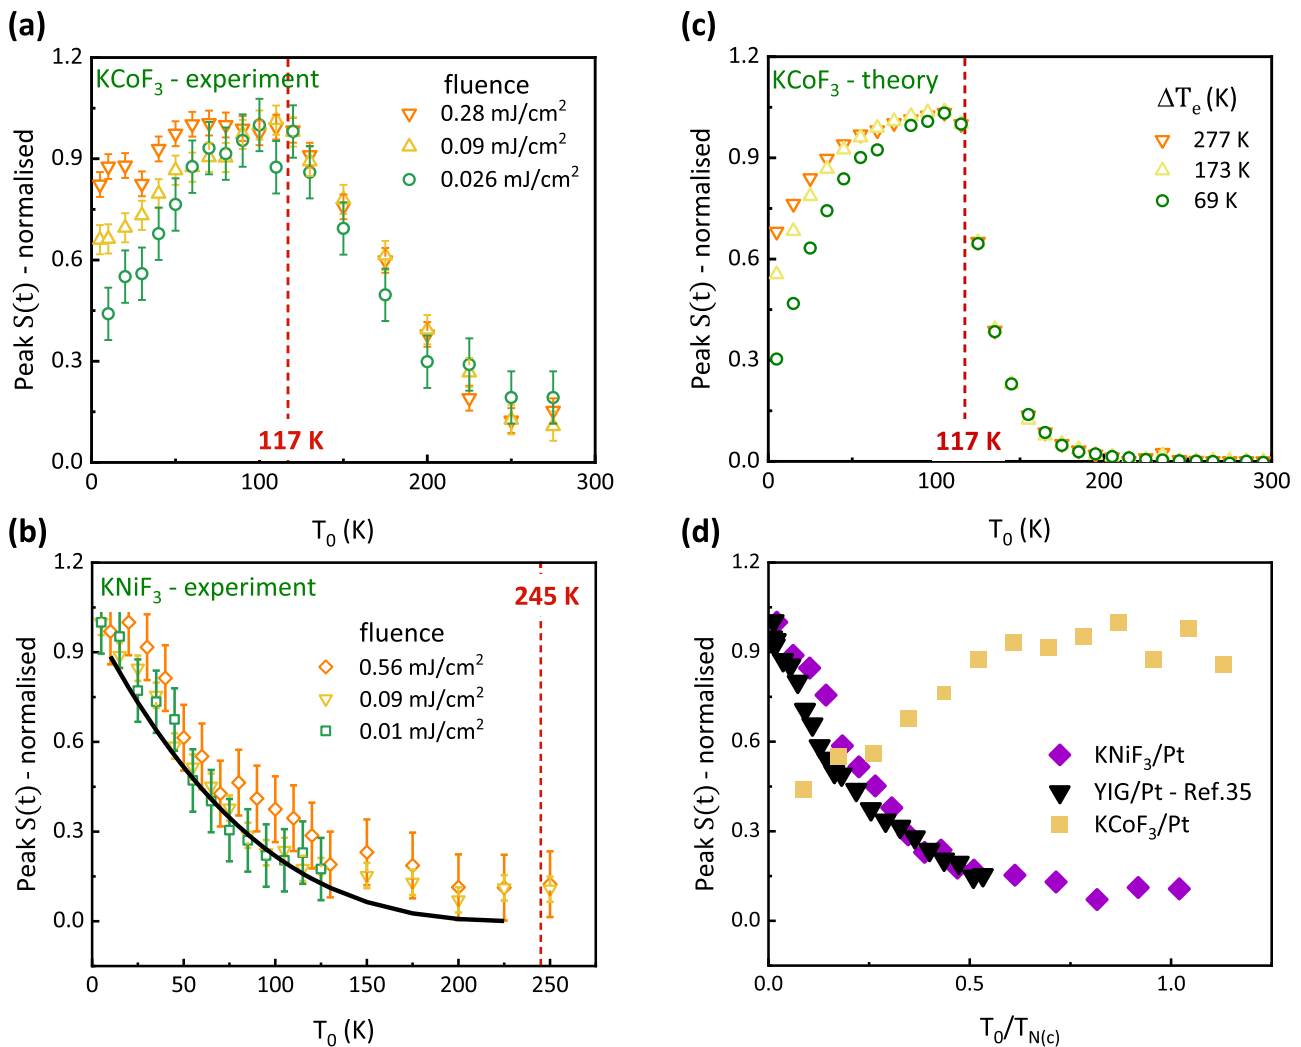 (a)
1.2
0.9
0.6
0.3
0.0
Peak S(t) - normalised
KCoF₃ - experiment
fluence
0.28 mJ/cm²
0.09 mJ/cm²
0.026 mJ/cm²
117 K
0
100
200
300
T₀ (K)
(c)
1.2
0.9
0.6
0.3
0.0
Peak S(t) - normalised
KCoF₃ - theory
ΔTₑ (K)
277 K
173 K
69 K
117 K
0
100
200
300
T₀ (K)
(b)
1.2
0.9
0.6
0.3
0.0
Peak S(t) - normalised
KNiF₃ - experiment
245 K
fluence
0.56 mJ/cm²
0.09 mJ/cm²
0.01 mJ/cm²
0
50
100
150
200
250
T₀ (K)
(d)
1.2
0.9
0.6
0.3
0.0
Peak S(t) - normalised
KNiF₃/Pt
YIG/Pt - Ref.35
KCoF₃/Pt
0.0
0.5
1.0
T₀/T_N(c)